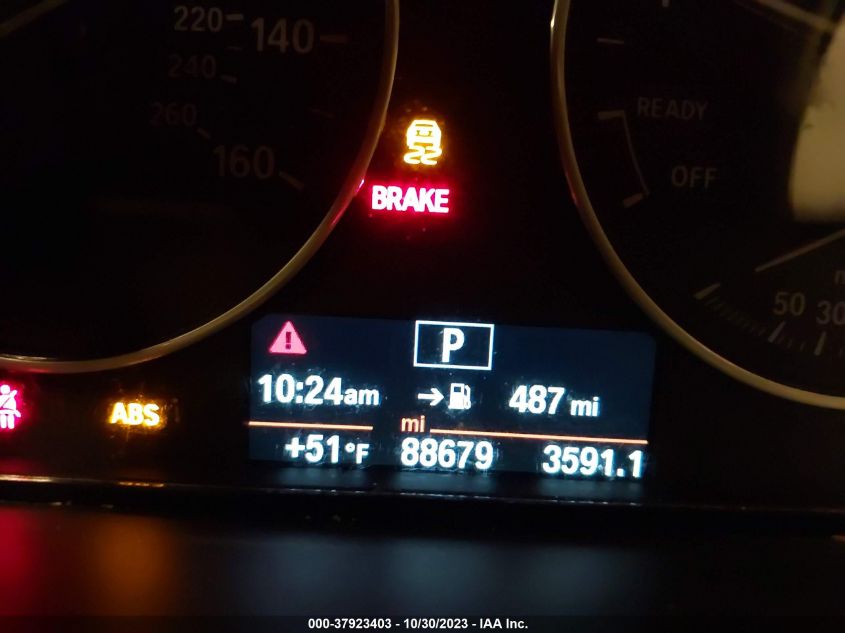 220 140
240
260
160
BRAKE
READY
OFF
50 30
P
10:24am → 487 mi
mi
+51°F 88679 3591.1
ABS
000-37923403 - 10/30/2023 - IAA Inc.